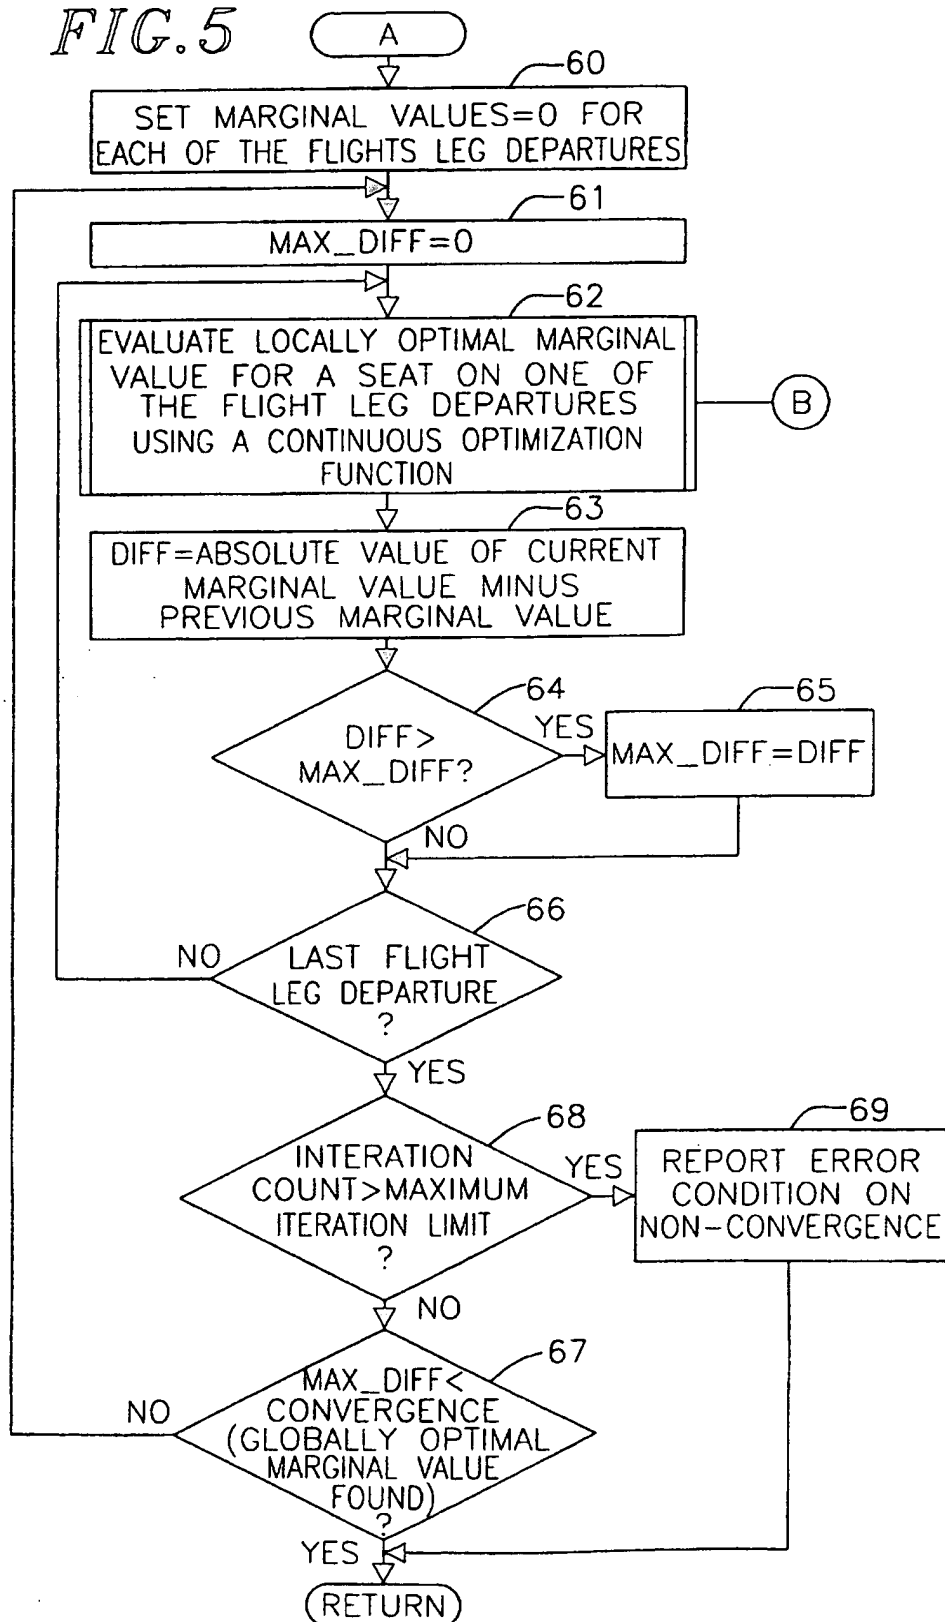 FIG.5
A
60
SET MARGINAL VALUES=0 FOR
EACH OF THE FLIGHTS LEG DEPARTURES
61
MAX_DIFF=0
62
EVALUATE LOCALLY OPTIMAL MARGINAL
VALUE FOR A SEAT ON ONE OF
THE FLIGHT LEG DEPARTURES
USING A CONTINUOUS OPTIMIZATION
FUNCTION
B
63
DIFF=ABSOLUTE VALUE OF CURRENT
MARGINAL VALUE MINUS
PREVIOUS MARGINAL VALUE
64
DIFF>
MAX_DIFF?
YES
65
MAX_DIFF=DIFF
NO
66
LAST FLIGHT
LEG DEPARTURE
?
NO
YES
68
INTERATION
COUNT>MAXIMUM
ITERATION LIMIT
?
YES
69
REPORT ERROR
CONDITION ON
NON-CONVERGENCE
NO
67
MAX_DIFF<
CONVERGENCE
(GLOBALLY OPTIMAL
MARGINAL VALUE
FOUND)
?
NO
YES
RETURN